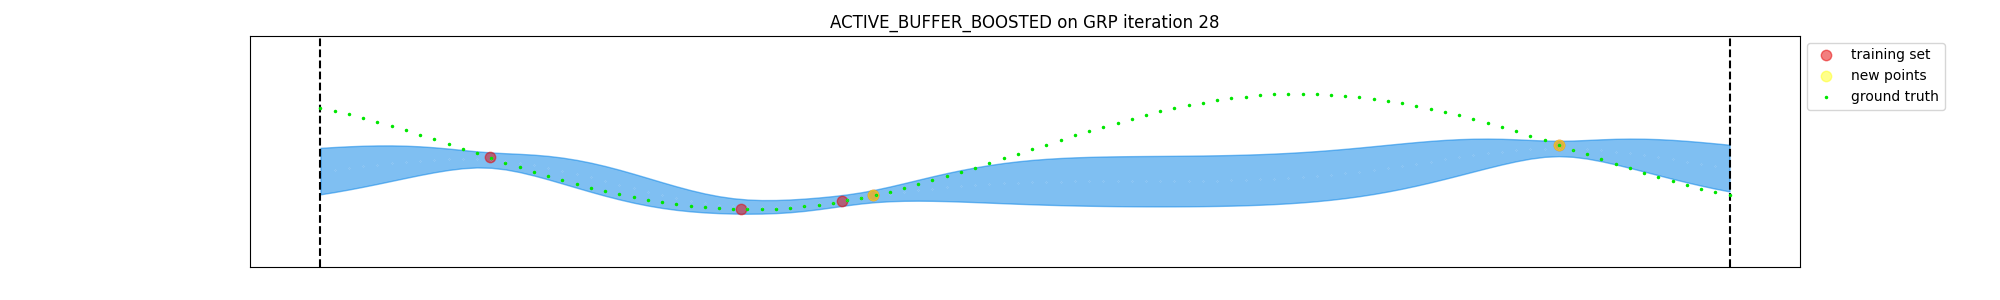 ACTIVE_BUFFER_BOOSTED on GRP iteration 28
training set
new points
ground truth